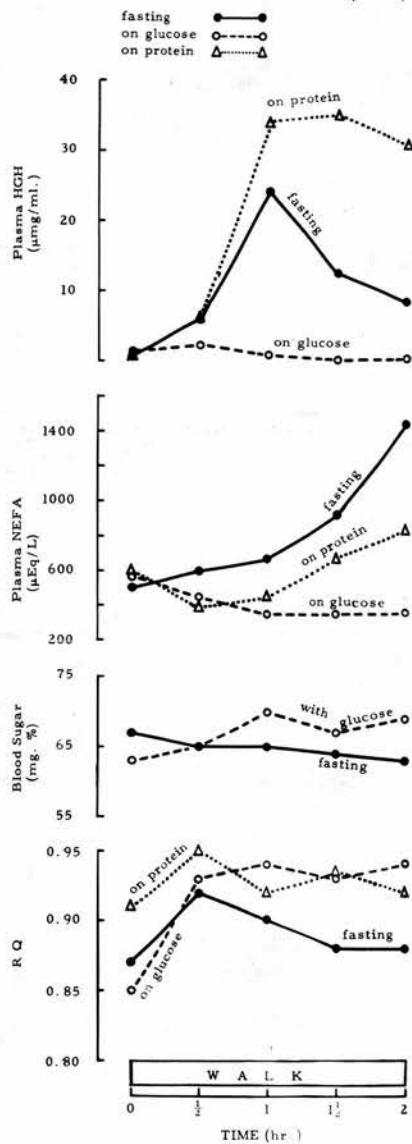 fasting
on glucose
on protein
40
30
20
10
Plasma HGH
(μmg/ml.)
on protein
fasting
on glucose
1400
1000
600
200
Plasma NEFA
(μEq/L)
fasting
on protein
on glucose
75
65
55
Blood Sugar
(mg. %)
with glucose
fasting
0.95
0.90
0.85
0.80
R Q
on protein
on glucose
fasting
W A L K
0 ½ 1 1½ 2
TIME (hr )